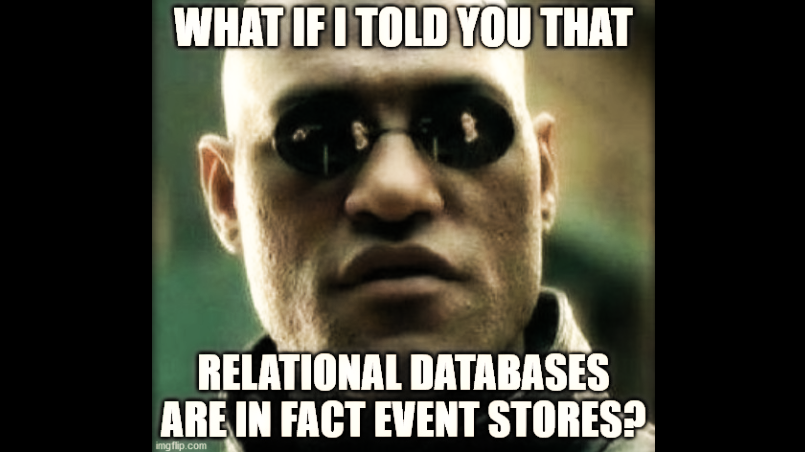 WHAT IF I TOLD YOU THAT
RELATIONAL DATABASES
ARE IN FACT EVENT STORES?
imgflip.com